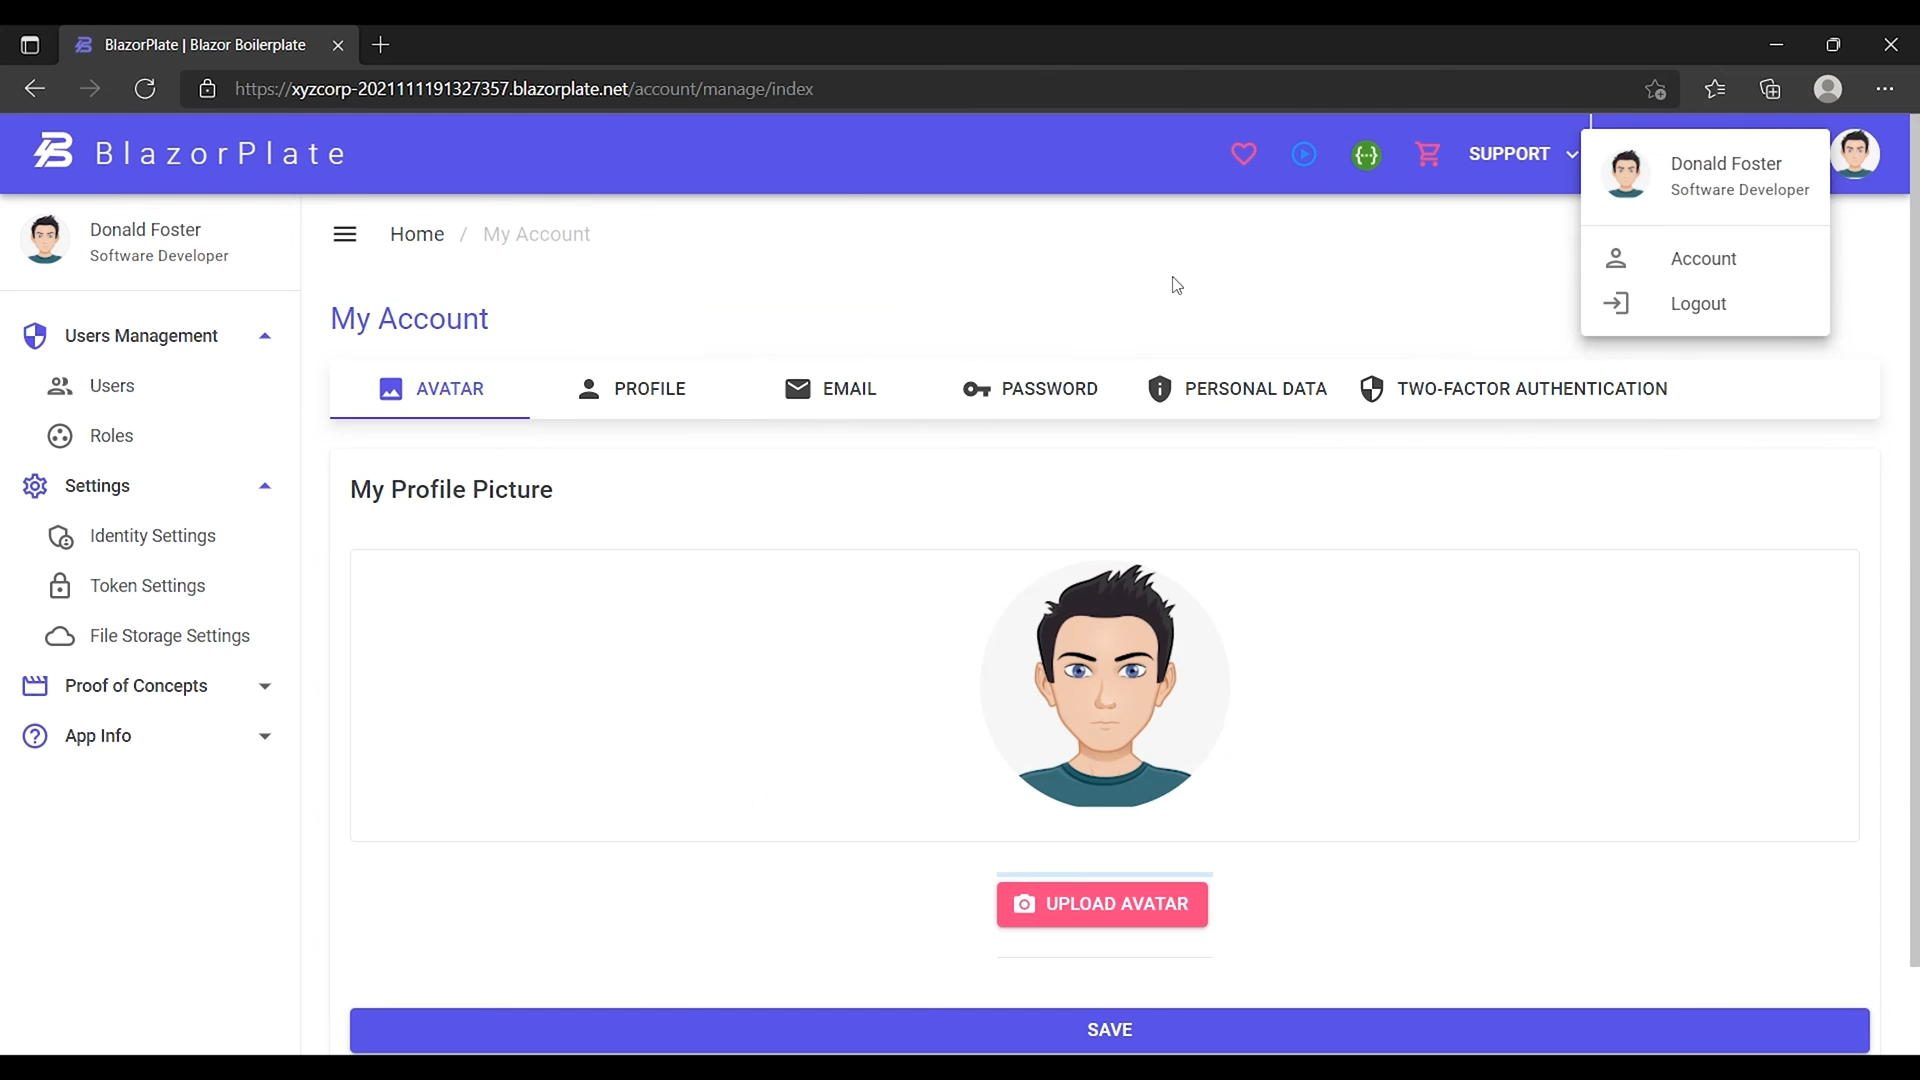 BlazorPlate | Blazor Boilerplate
https://xyzcorp-2021111191327357.blazorplate.net/account/manage/index
BlazorPlate
SUPPORT
Donald Foster
Software Developer
Account
Logout
Donald Foster
Software Developer
Users Management
Users
Roles
Settings
Identity Settings
Token Settings
File Storage Settings
Proof of Concepts
App Info
Home / My Account
My Account
AVATAR PROFILE EMAIL PASSWORD PERSONAL DATA TWO-FACTOR AUTHENTICATION
My Profile Picture
UPLOAD AVATAR
SAVE